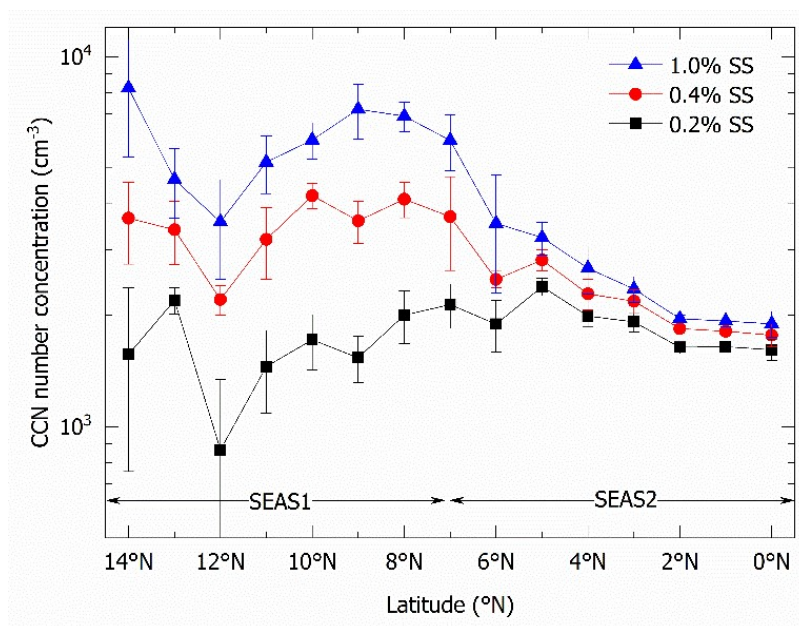 10⁴
10³
CCN number concentration (cm⁻³)
1.0% SS
0.4% SS
0.2% SS
SEAS1
SEAS2
14°N 12°N 10°N 8°N 6°N 4°N 2°N 0°N
Latitude (°N)